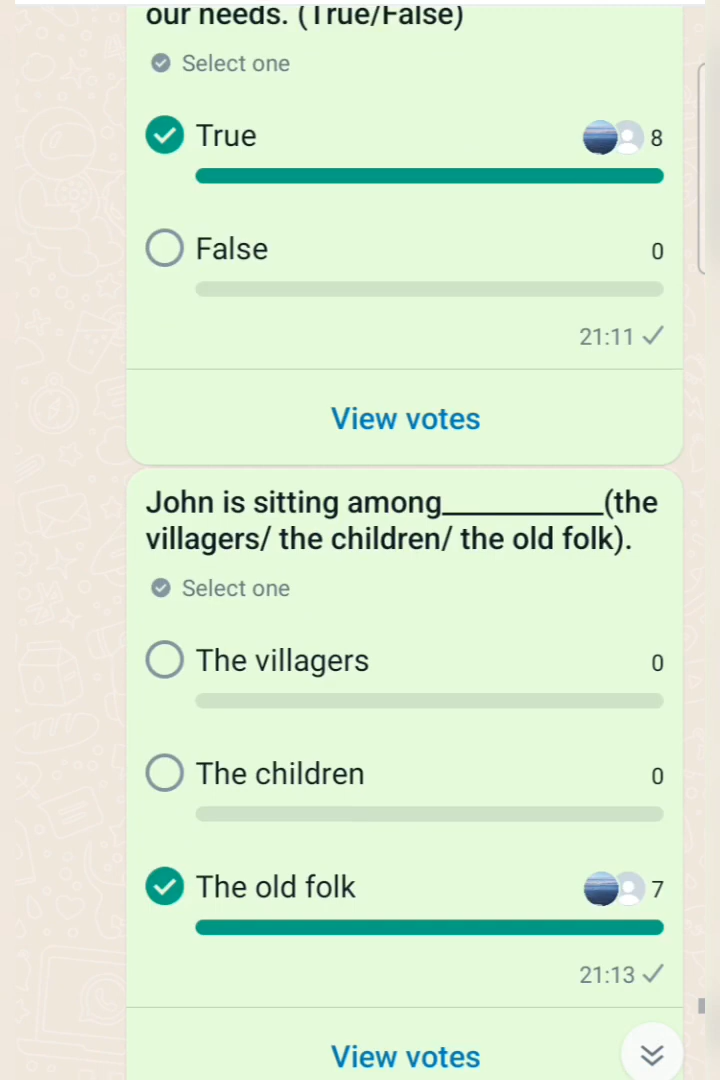 our needs. (True/False)
Select one
True 8
False 0
21:11
View votes
John is sitting among___________(the
villagers/ the children/ the old folk).
Select one
The villagers 0
The children 0
The old folk 7
21:13
View votes